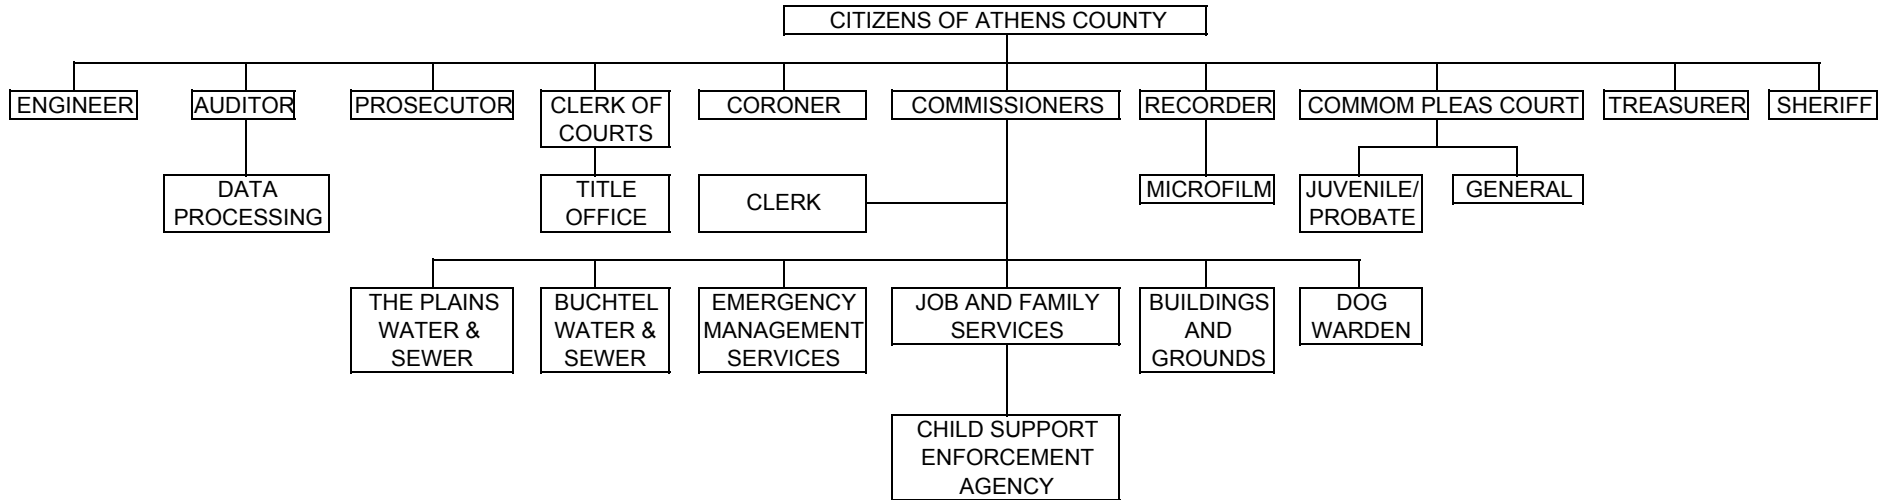 CITIZENS OF ATHENS COUNTY
ENGINEER
AUDITOR
PROSECUTOR
CLERK OF
COURTS
CORONER
COMMISSIONERS
RECORDER
COMMOM PLEAS COURT
TREASURER
SHERIFF
DATA
PROCESSING
TITLE
OFFICE
CLERK
MICROFILM
JUVENILE/
PROBATE
GENERAL
THE PLAINS
WATER &
SEWER
BUCHTEL
WATER &
SEWER
EMERGENCY
MANAGEMENT
SERVICES
JOB AND FAMILY
SERVICES
BUILDINGS
AND
GROUNDS
DOG
WARDEN
CHILD SUPPORT
ENFORCEMENT
AGENCY